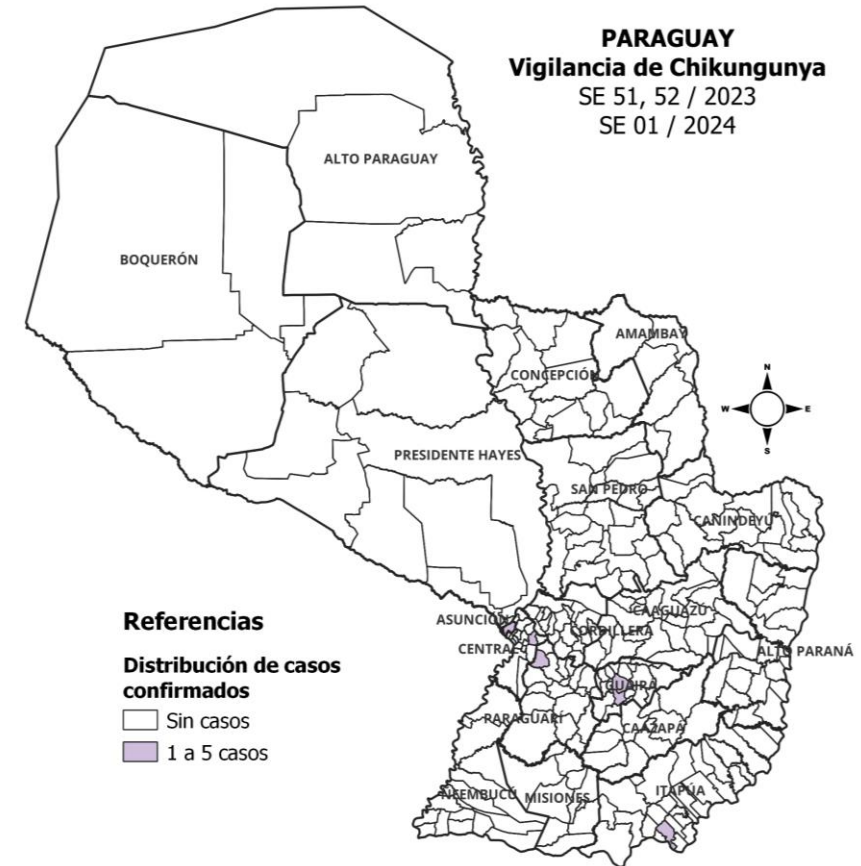 PARAGUAY
Vigilancia de Chikungunya
SE 51, 52 / 2023
SE 01 / 2024
ALTO PARAGUAY
BOQUERÓN
AMAMBAY
CONCEPCIÓN
N
W
E
S
PRESIDENTE HAYES
SAN PEDRO
CANINDEYÚ
CAAGUAZÚ
ASUNCIÓN
CORDILLERA
CENTRAL
ALTO PARANÁ
GUAIRÁ
PARAGUARÍ
CAAZAPÁ
ÑEEMBUCÚ
MISIONES
ITAPÚA
Referencias
Distribución de casos
confirmados
Sin casos
1 a 5 casos